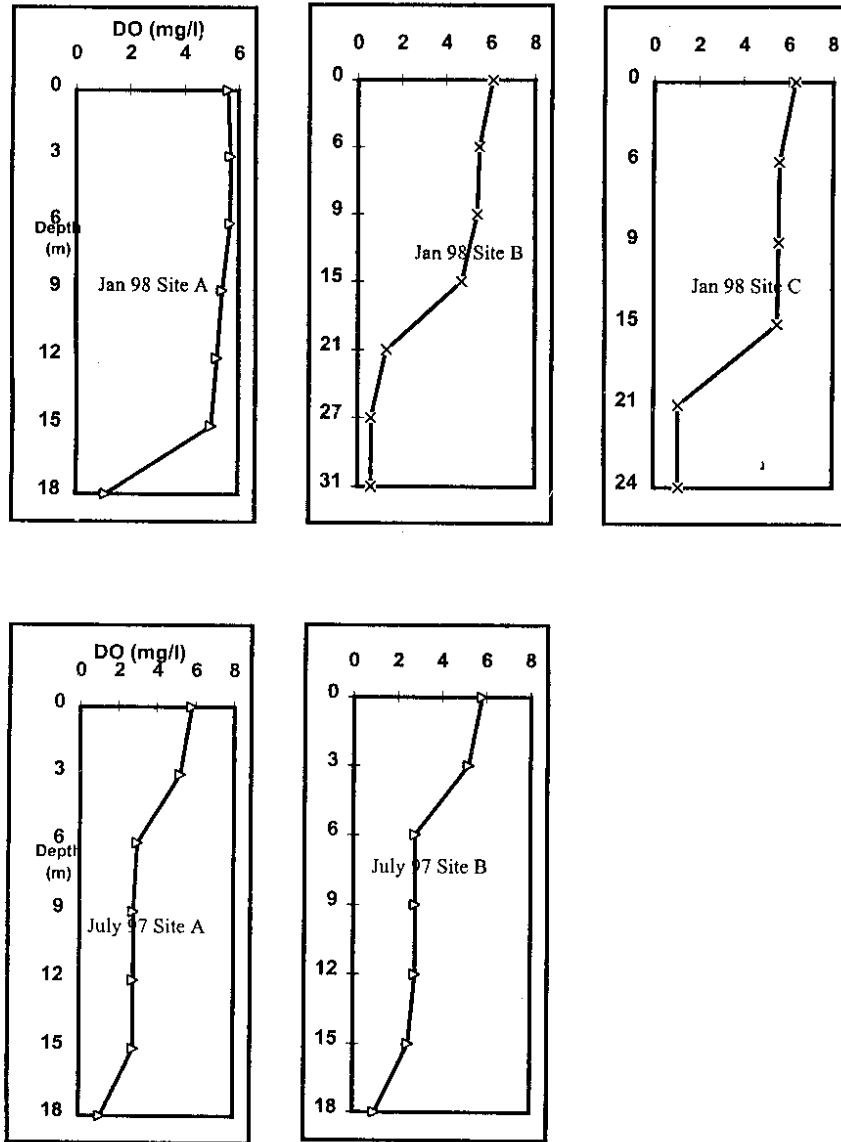 DO (mg/l)
0 2 4 6
0
3
6
Depth
(m)
Jan 98 Site A
9
12
15
18
0 2 4 6 8
0
6
9
Jan 98 Site B
15
21
27
31
0 2 4 6 8
0
6
9
Jan 98 Site C
15
21
24
DO (mg/l)
0 2 4 6 8
0
3
6
Depth
(m)
9
July 97 Site A
12
15
18
0 2 4 6 8
0
3
6
July 97 Site B
9
12
15
18